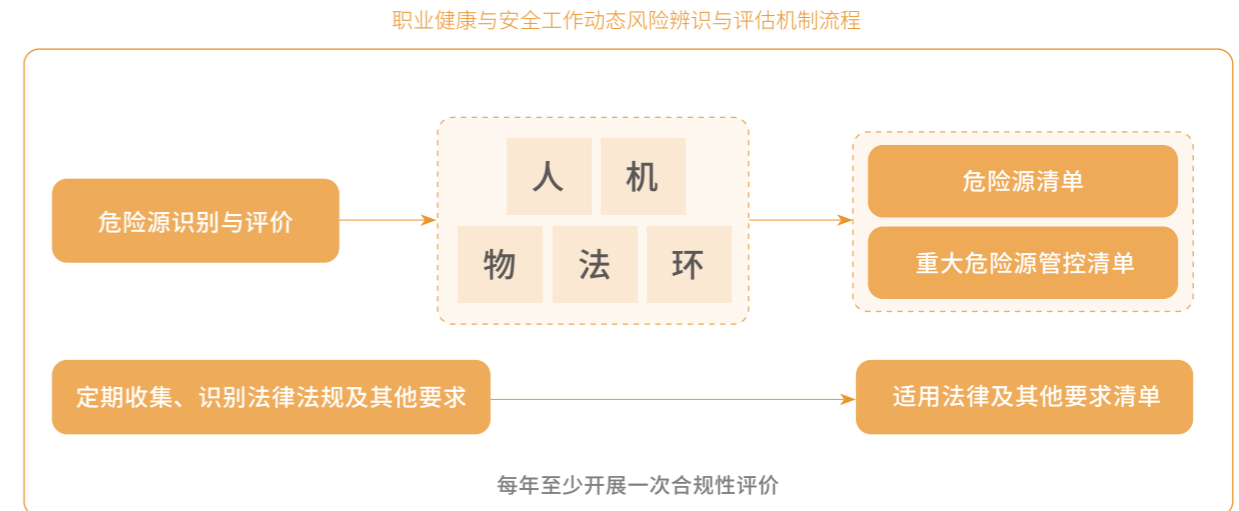 职业健康与安全工作动态风险辨识与评估机制流程
危险源识别与评价
人
机
物
法
环
危险源清单
重大危险源管控清单
定期收集、识别法律法规及其他要求
适用法律及其他要求清单
每年至少开展一次合规性评价